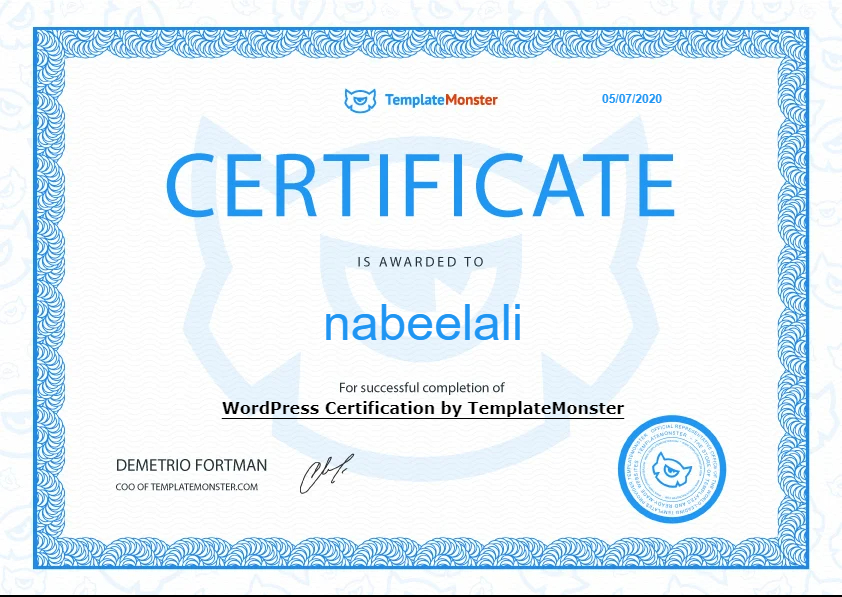 TemplateMonster
05/07/2020
CERTIFICATE
IS AWARDED TO
nabeelali
For successful completion of
WordPress Certification by TemplateMonster
DEMETRIO FORTMAN
COO OF TEMPLATEMONSTER.COM